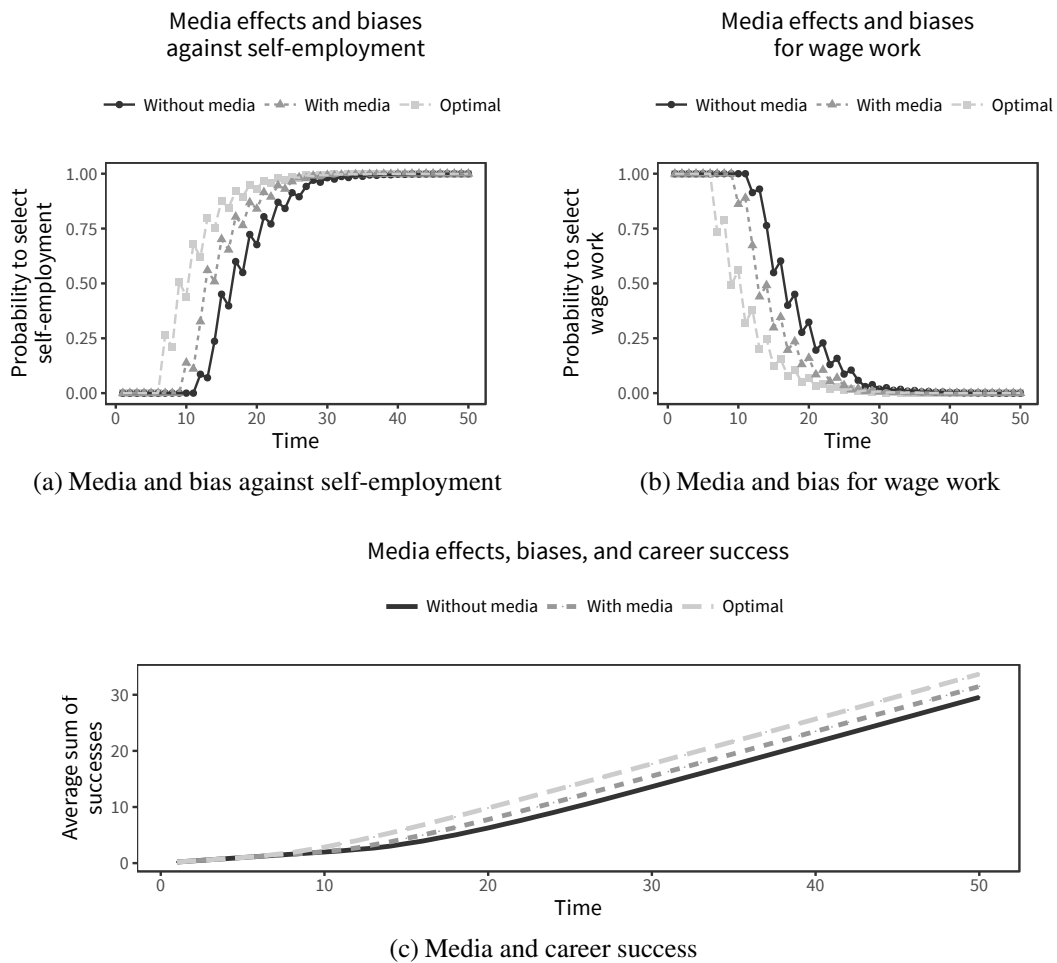 Media effects and biases
against self-employment
Without media With media Optimal
Probability to select
self-employment
1.00
0.75
0.50
0.25
0.00
0 10 20 30 40 50
Time
(a) Media and bias against self-employment
Media effects and biases
for wage work
Without media With media Optimal
Probability to select
wage work
1.00
0.75
0.50
0.25
0.00
0 10 20 30 40 50
Time
(b) Media and bias for wage work
Media effects, biases, and career success
Without media With media Optimal
Average sum of
successes
30
20
10
0
0 10 20 30 40 50
Time
(c) Media and career success